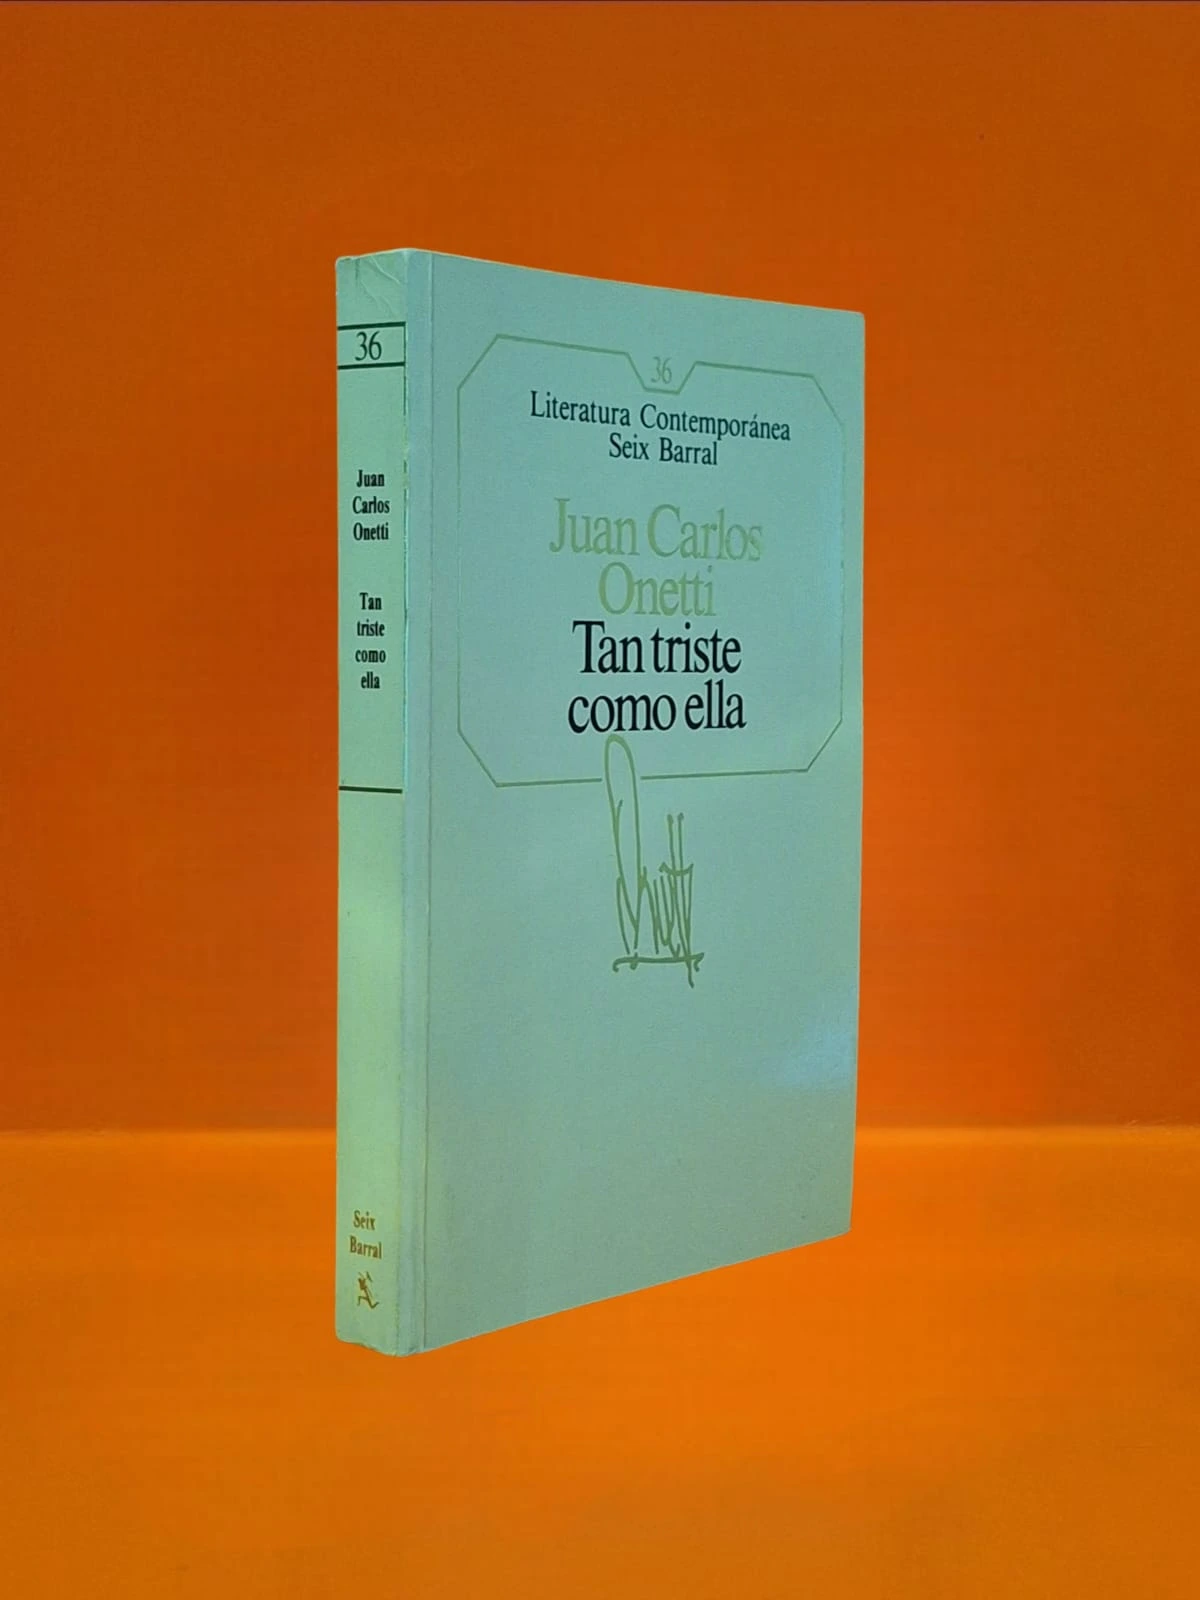 36
Juan
Carlos
Onetti
Tan
triste
como
ella
Seix
Barral
36
Literatura Contemporánea
Seix Barral
Juan Carlos
Onetti
Tan triste
como ella
Onetti